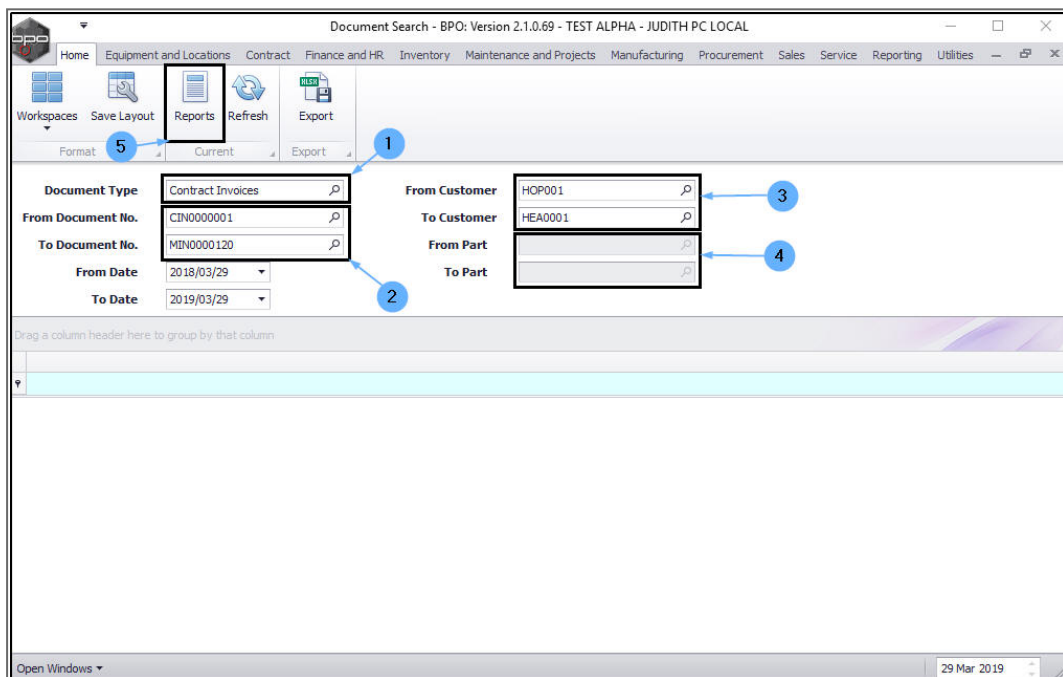 Document Search - BPO: Version 2.1.0.69 - TEST ALPHA - JUDITH PC LOCAL
bpo
Home Equipment and Locations Contract Finance and HR Inventory Maintenance and Projects Manufacturing Procurement Sales Service Reporting Utilities
XLSX
Workspaces Save Layout Reports Refresh Export
Format 5 Current Export
1
Document Type Contract Invoices From Customer HOP001
3
From Document No. CIN0000001 To Customer HEA0001
To Document No. MIN0000120 From Part
4
From Date 2018/03/29 To Part
2
To Date 2019/03/29
Drag a column header here to group by that column
Open Windows 29 Mar 2019